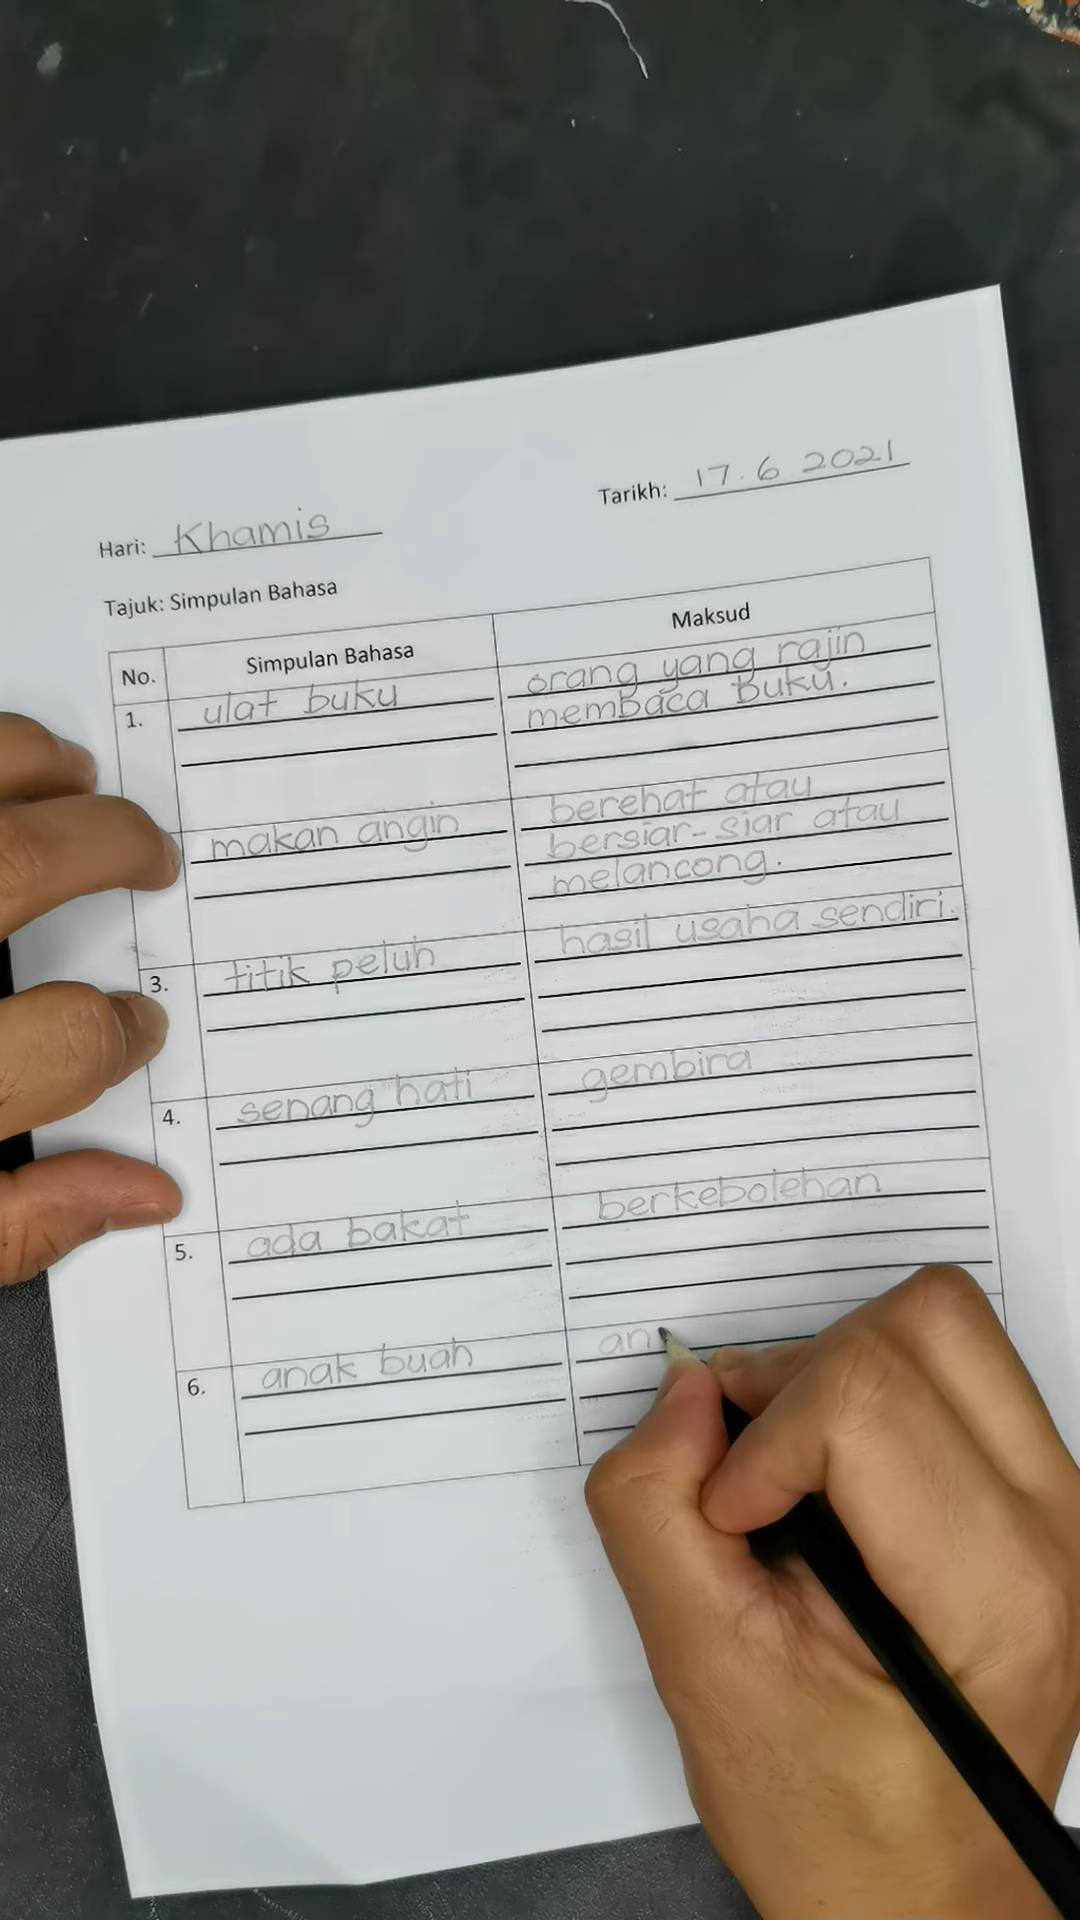 Tarikh: 17.6.2021
Hari: Khamis
Tajuk: Simpulan Bahasa
No. Simpulan Bahasa Maksud
1. ulat buku orang yang rajin
membaca buku.
makan angin berehat atau
bersiar-siar atau
melancong.
3. titik peluh hasil usaha sendiri.
4. senang hati gembira
5. ada bakat berkebolehan
6. anak buah an